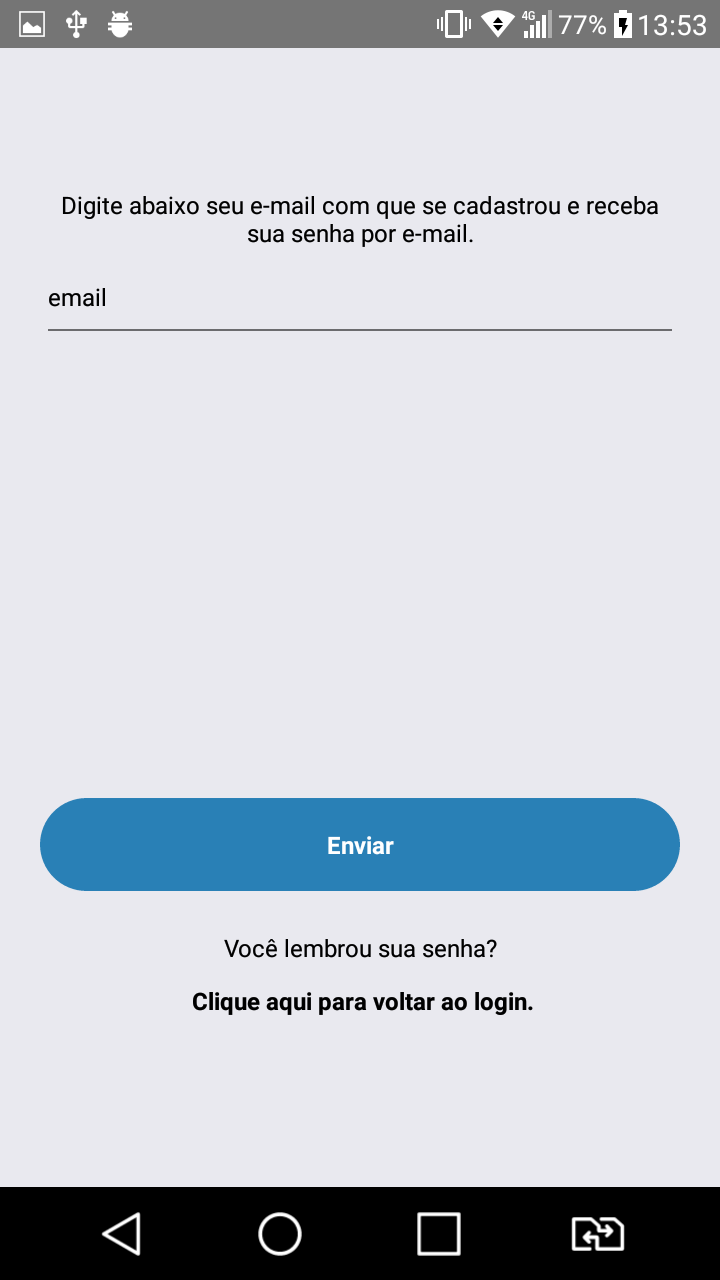 4G 77% 13:53
Digite abaixo seu e-mail com que se cadastrou e receba
sua senha por e-mail.
email
Enviar
Você lembrou sua senha?
Clique aqui para voltar ao login.